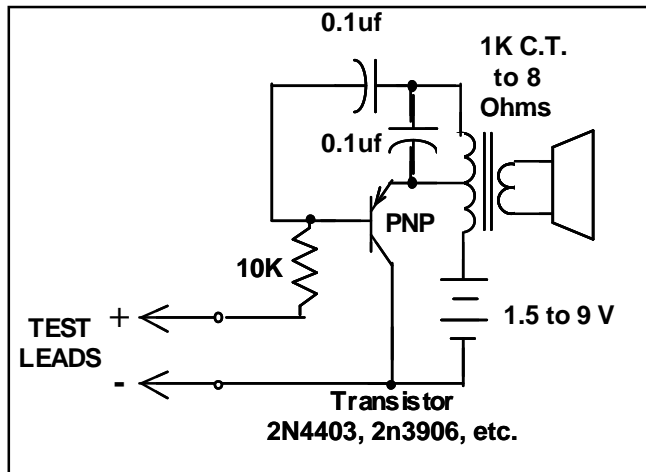 0.1uf
1K C.T.
to 8
Ohms
0.1uf
PNP
10K
TEST
LEADS
+
-
1.5 to 9 V
Transistor
2N4403, 2n3906, etc.